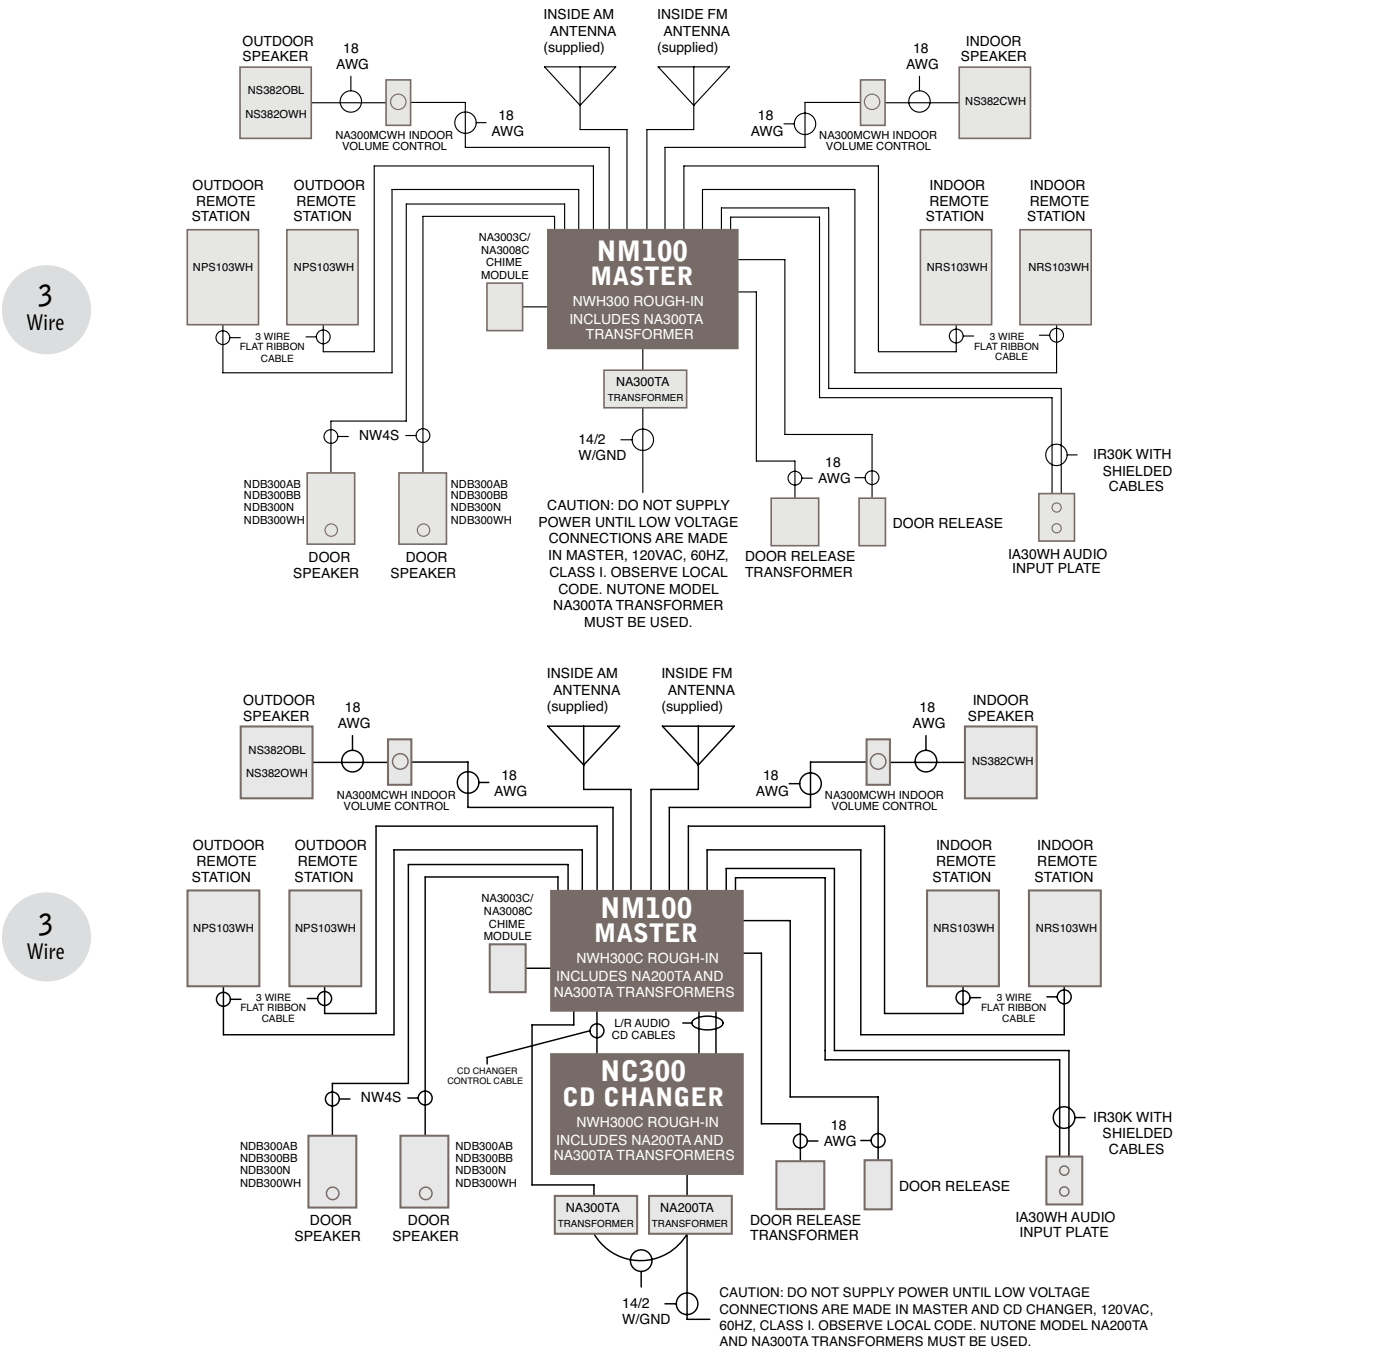 INSIDE AM
ANTENNA
(supplied)
INSIDE FM
ANTENNA
(supplied)
OUTDOOR
SPEAKER
NS382OBL
NS382OWH
18
AWG
NA300MCWH INDOOR
VOLUME CONTROL
18
AWG
18
AWG
NA300MCWH INDOOR
VOLUME CONTROL
18
AWG
INDOOR
SPEAKER
NS382CWH
OUTDOOR
REMOTE
STATION
NPS103WH
OUTDOOR
REMOTE
STATION
NPS103WH
3 WIRE
FLAT RIBBON
CABLE
NA3003C/
NA3008C
CHIME
MODULE
NM100
MASTER
NWH300 ROUGH-IN
INCLUDES NA300TA
TRANSFORMER
INDOOR
REMOTE
STATION
NRS103WH
INDOOR
REMOTE
STATION
NRS103WH
3 WIRE
FLAT RIBBON
CABLE
3
Wire
NA300TA
TRANSFORMER
14/2
W/GND
NW4S
NDB300AB
NDB300BB
NDB300N
NDB300WH
DOOR
SPEAKER
NDB300AB
NDB300BB
NDB300N
NDB300WH
DOOR
SPEAKER
CAUTION: DO NOT SUPPLY
POWER UNTIL LOW VOLTAGE
CONNECTIONS ARE MADE
IN MASTER, 120VAC, 60HZ,
CLASS I. OBSERVE LOCAL
CODE. NUTONE MODEL
NA300TA TRANSFORMER
MUST BE USED.
18
AWG
DOOR RELEASE
TRANSFORMER
DOOR RELEASE
IR30K WITH
SHIELDED
CABLES
IA30WH AUDIO
INPUT PLATE
INSIDE AM
ANTENNA
(supplied)
INSIDE FM
ANTENNA
(supplied)
OUTDOOR
SPEAKER
NS382OBL
NS382OWH
18
AWG
NA300MCWH INDOOR
VOLUME CONTROL
18
AWG
18
AWG
NA300MCWH INDOOR
VOLUME CONTROL
18
AWG
INDOOR
SPEAKER
NS382CWH
OUTDOOR
REMOTE
STATION
NPS103WH
OUTDOOR
REMOTE
STATION
NPS103WH
3 WIRE
FLAT RIBBON
CABLE
NA3003C/
NA3008C
CHIME
MODULE
NM100
MASTER
NWH300C ROUGH-IN
INCLUDES NA200TA AND
NA300TA TRANSFORMERS
INDOOR
REMOTE
STATION
NRS103WH
INDOOR
REMOTE
STATION
NRS103WH
3 WIRE
FLAT RIBBON
CABLE
3
Wire
L/R AUDIO
CD CABLES
CD CHANGER
CONTROL CABLE
NC300
CD CHANGER
NWH300C ROUGH-IN
INCLUDES NA200TA AND
NA300TA TRANSFORMERS
NW4S
NDB300AB
NDB300BB
NDB300N
NDB300WH
DOOR
SPEAKER
NDB300AB
NDB300BB
NDB300N
NDB300WH
DOOR
SPEAKER
NA300TA
TRANSFORMER
NA200TA
TRANSFORMER
18
AWG
DOOR RELEASE
TRANSFORMER
DOOR RELEASE
IR30K WITH
SHIELDED
CABLES
IA30WH AUDIO
INPUT PLATE
14/2
W/GND
CAUTION: DO NOT SUPPLY POWER UNTIL LOW VOLTAGE
CONNECTIONS ARE MADE IN MASTER AND CD CHANGER, 120VAC,
60HZ, CLASS I. OBSERVE LOCAL CODE. NUTONE MODEL NA200TA
AND NA300TA TRANSFORMERS MUST BE USED.